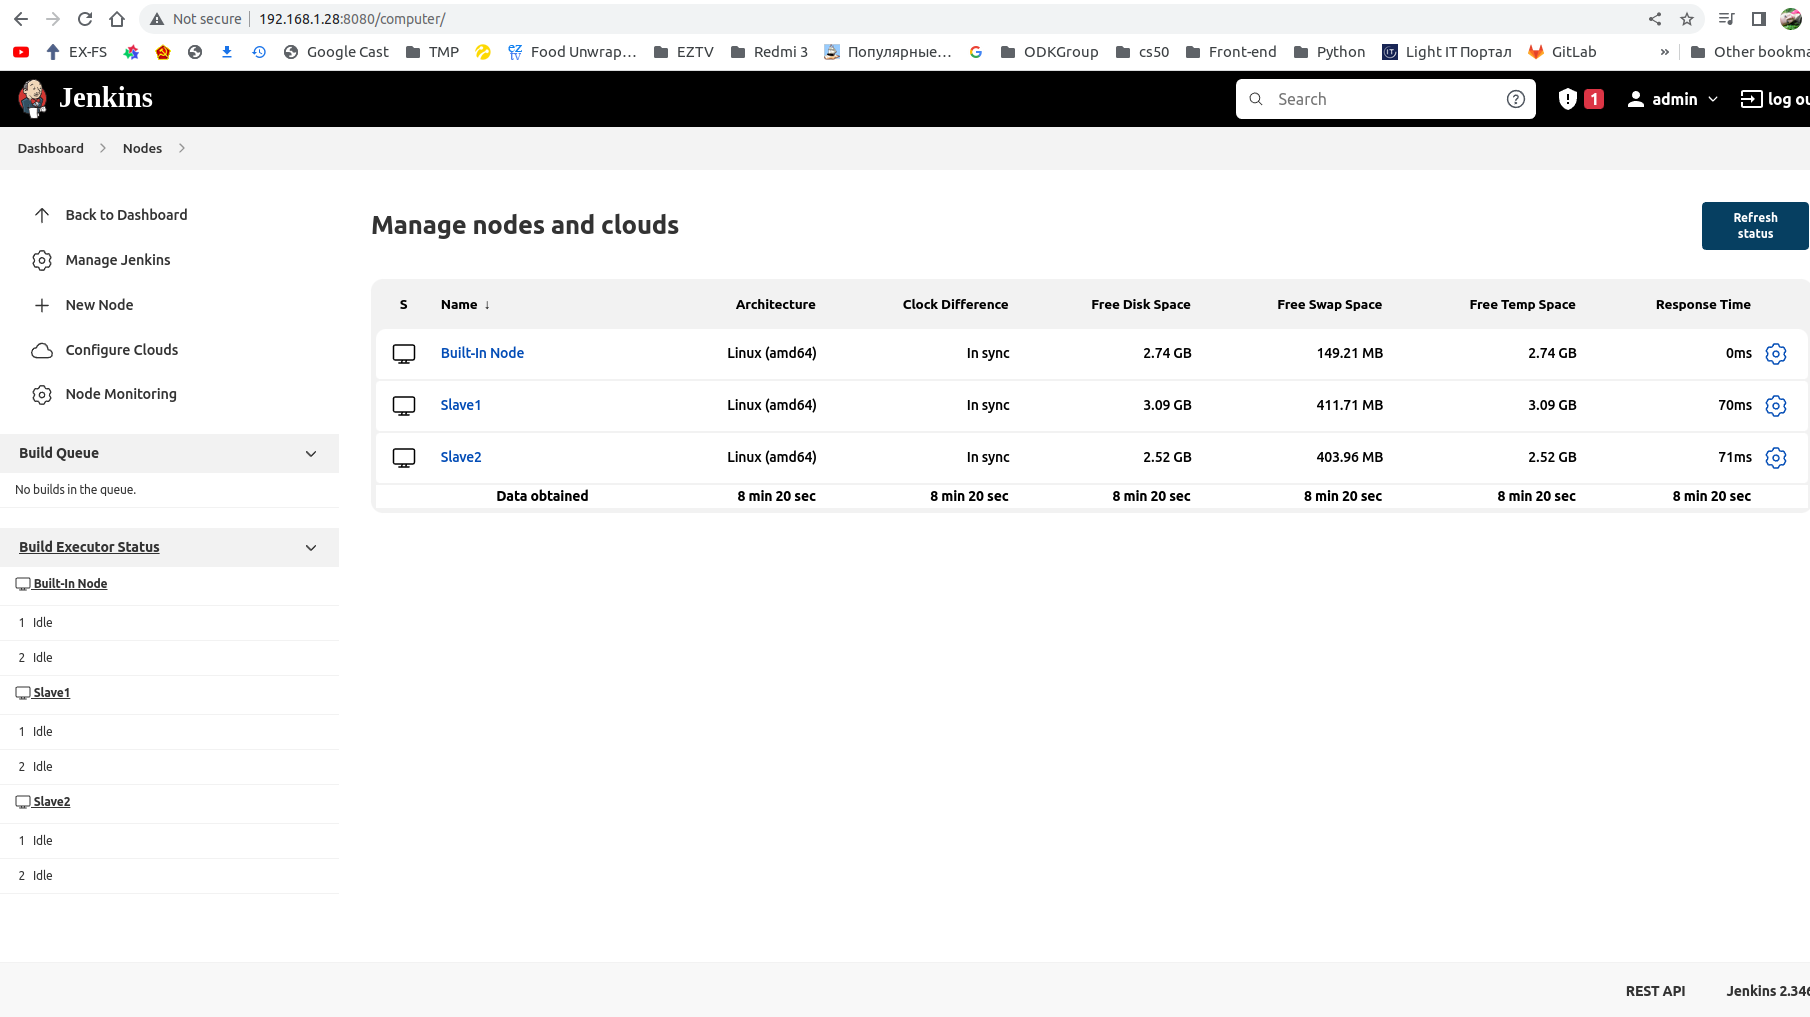 Not secure 192.168.1.28:8080/computer/
EX-FS Google Cast TMP ez TV Food Unwrap... EZTV Redmi 3 Популярные... ODKGroup cs50 Front-end Python Light IT Портал GitLab » Other bookma
Jenkins Search 1 admin log ou
Dashboard Nodes
Back to Dashboard
Manage Jenkins
New Node
Configure Clouds
Node Monitoring
Build Queue
No builds in the queue.
Build Executor Status
Built-In Node
1 Idle
2 Idle
Slave1
1 Idle
2 Idle
Slave2
1 Idle
2 Idle
Manage nodes and clouds
Refresh
status
S Name ↓ Architecture Clock Difference Free Disk Space Free Swap Space Free Temp Space Response Time
Built-In Node Linux (amd64) In sync 2.74 GB 149.21 MB 2.74 GB 0ms
Slave1 Linux (amd64) In sync 3.09 GB 411.71 MB 3.09 GB 70ms
Slave2 Linux (amd64) In sync 2.52 GB 403.96 MB 2.52 GB 71ms
Data obtained 8 min 20 sec 8 min 20 sec 8 min 20 sec 8 min 20 sec 8 min 20 sec 8 min 20 sec
REST API Jenkins 2.346